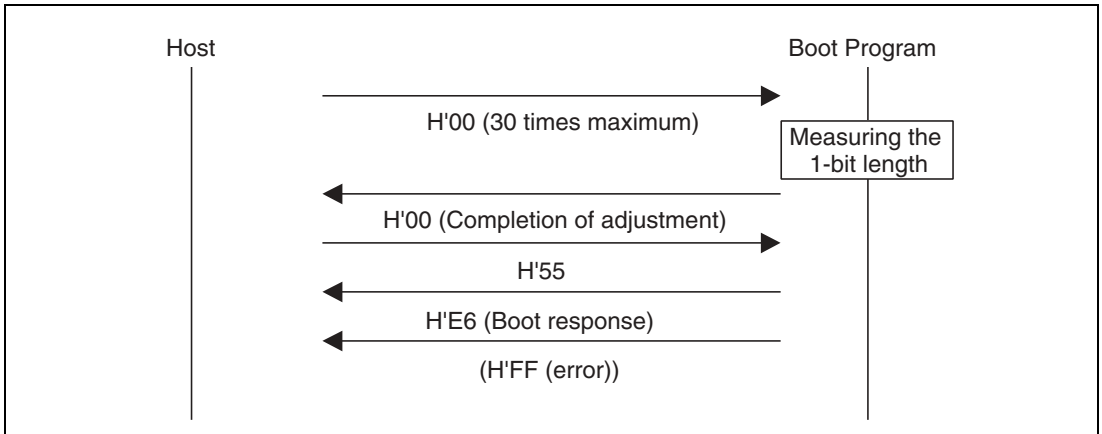 Host
Boot Program
H'00 (30 times maximum)
Measuring the
1-bit length
H'00 (Completion of adjustment)
H'55
H'E6 (Boot response)
(H'FF (error))